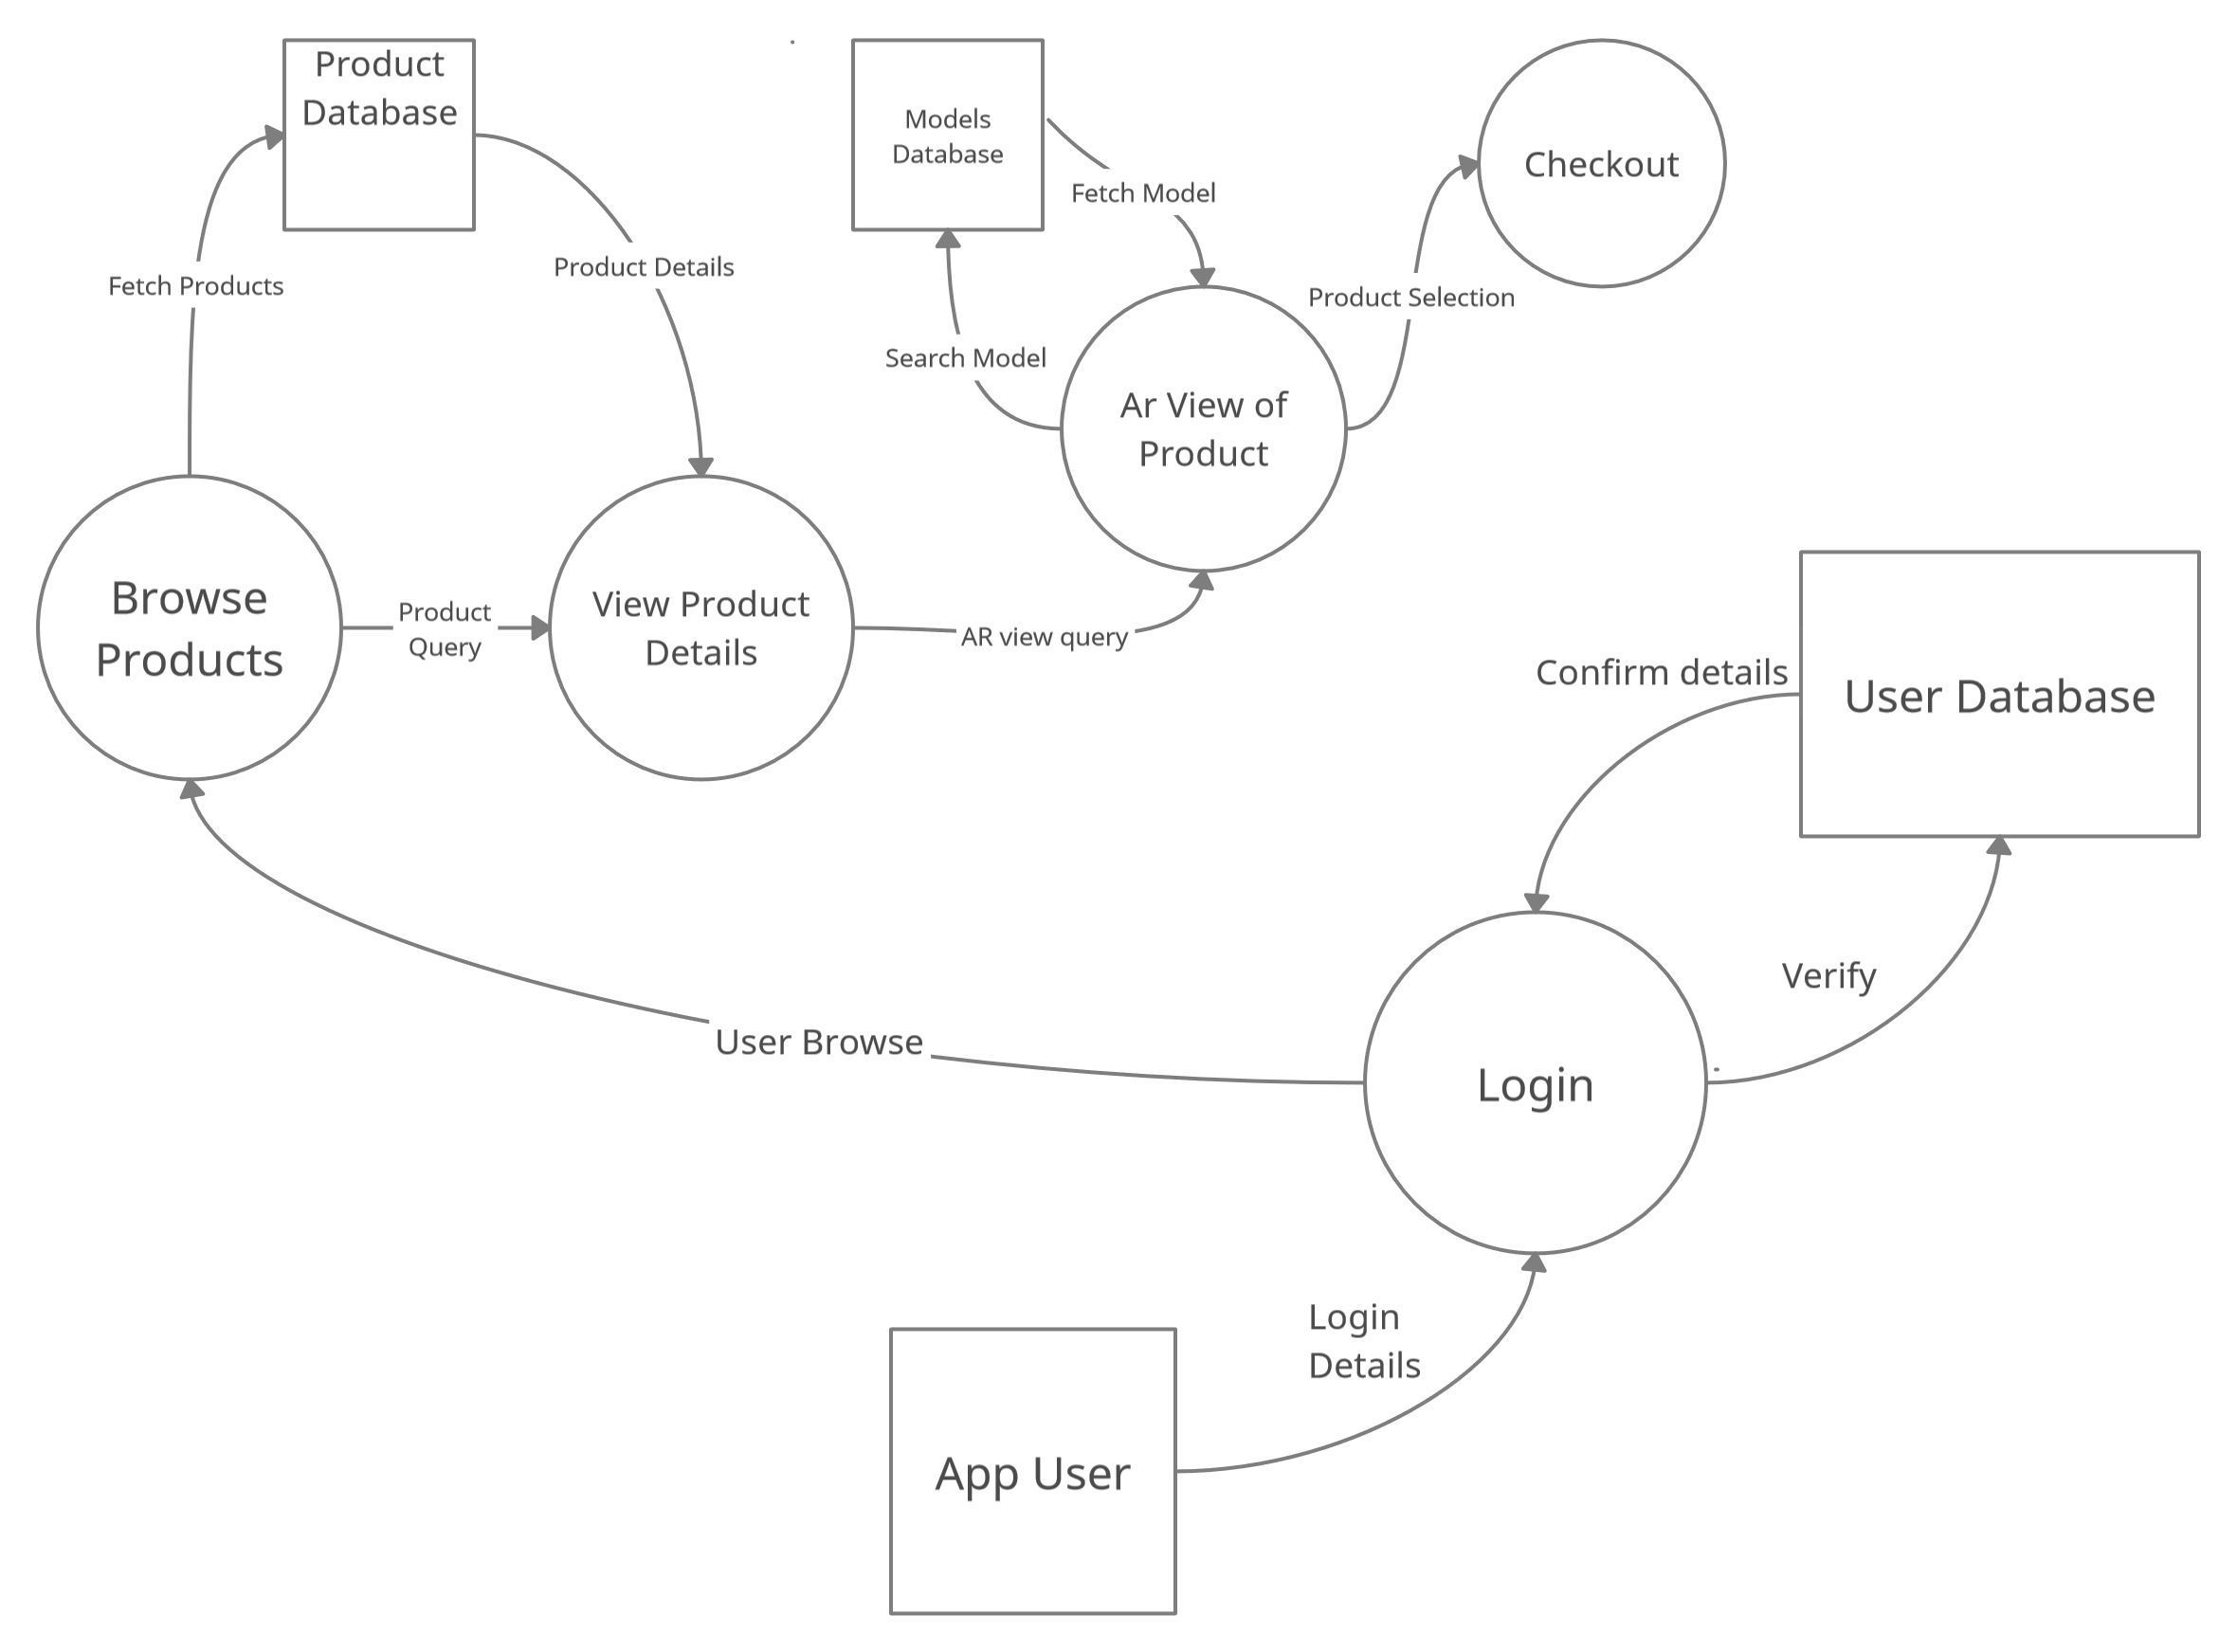 Product
Database
Models
Database
Checkout
Fetch Model
Product Details
Fetch Products
Product Selection
Search Model
Ar View of
Product
Browse
Products
Product
Query
View Product
Details
AR view query
Confirm details
User Database
Verify
User Browse
Login
Login
Details
App User